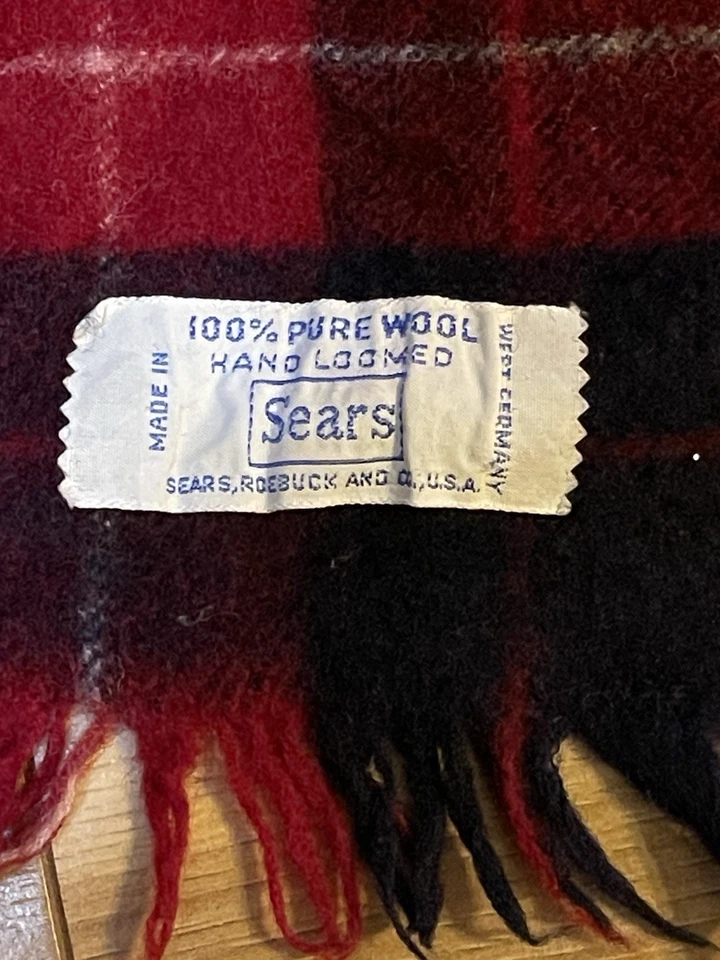 100% PURE WOOL
HAND LOOMED
MADE IN
Sears
WEST GERMANY
SEARS, ROEBUCK AND CO., U.S.A.